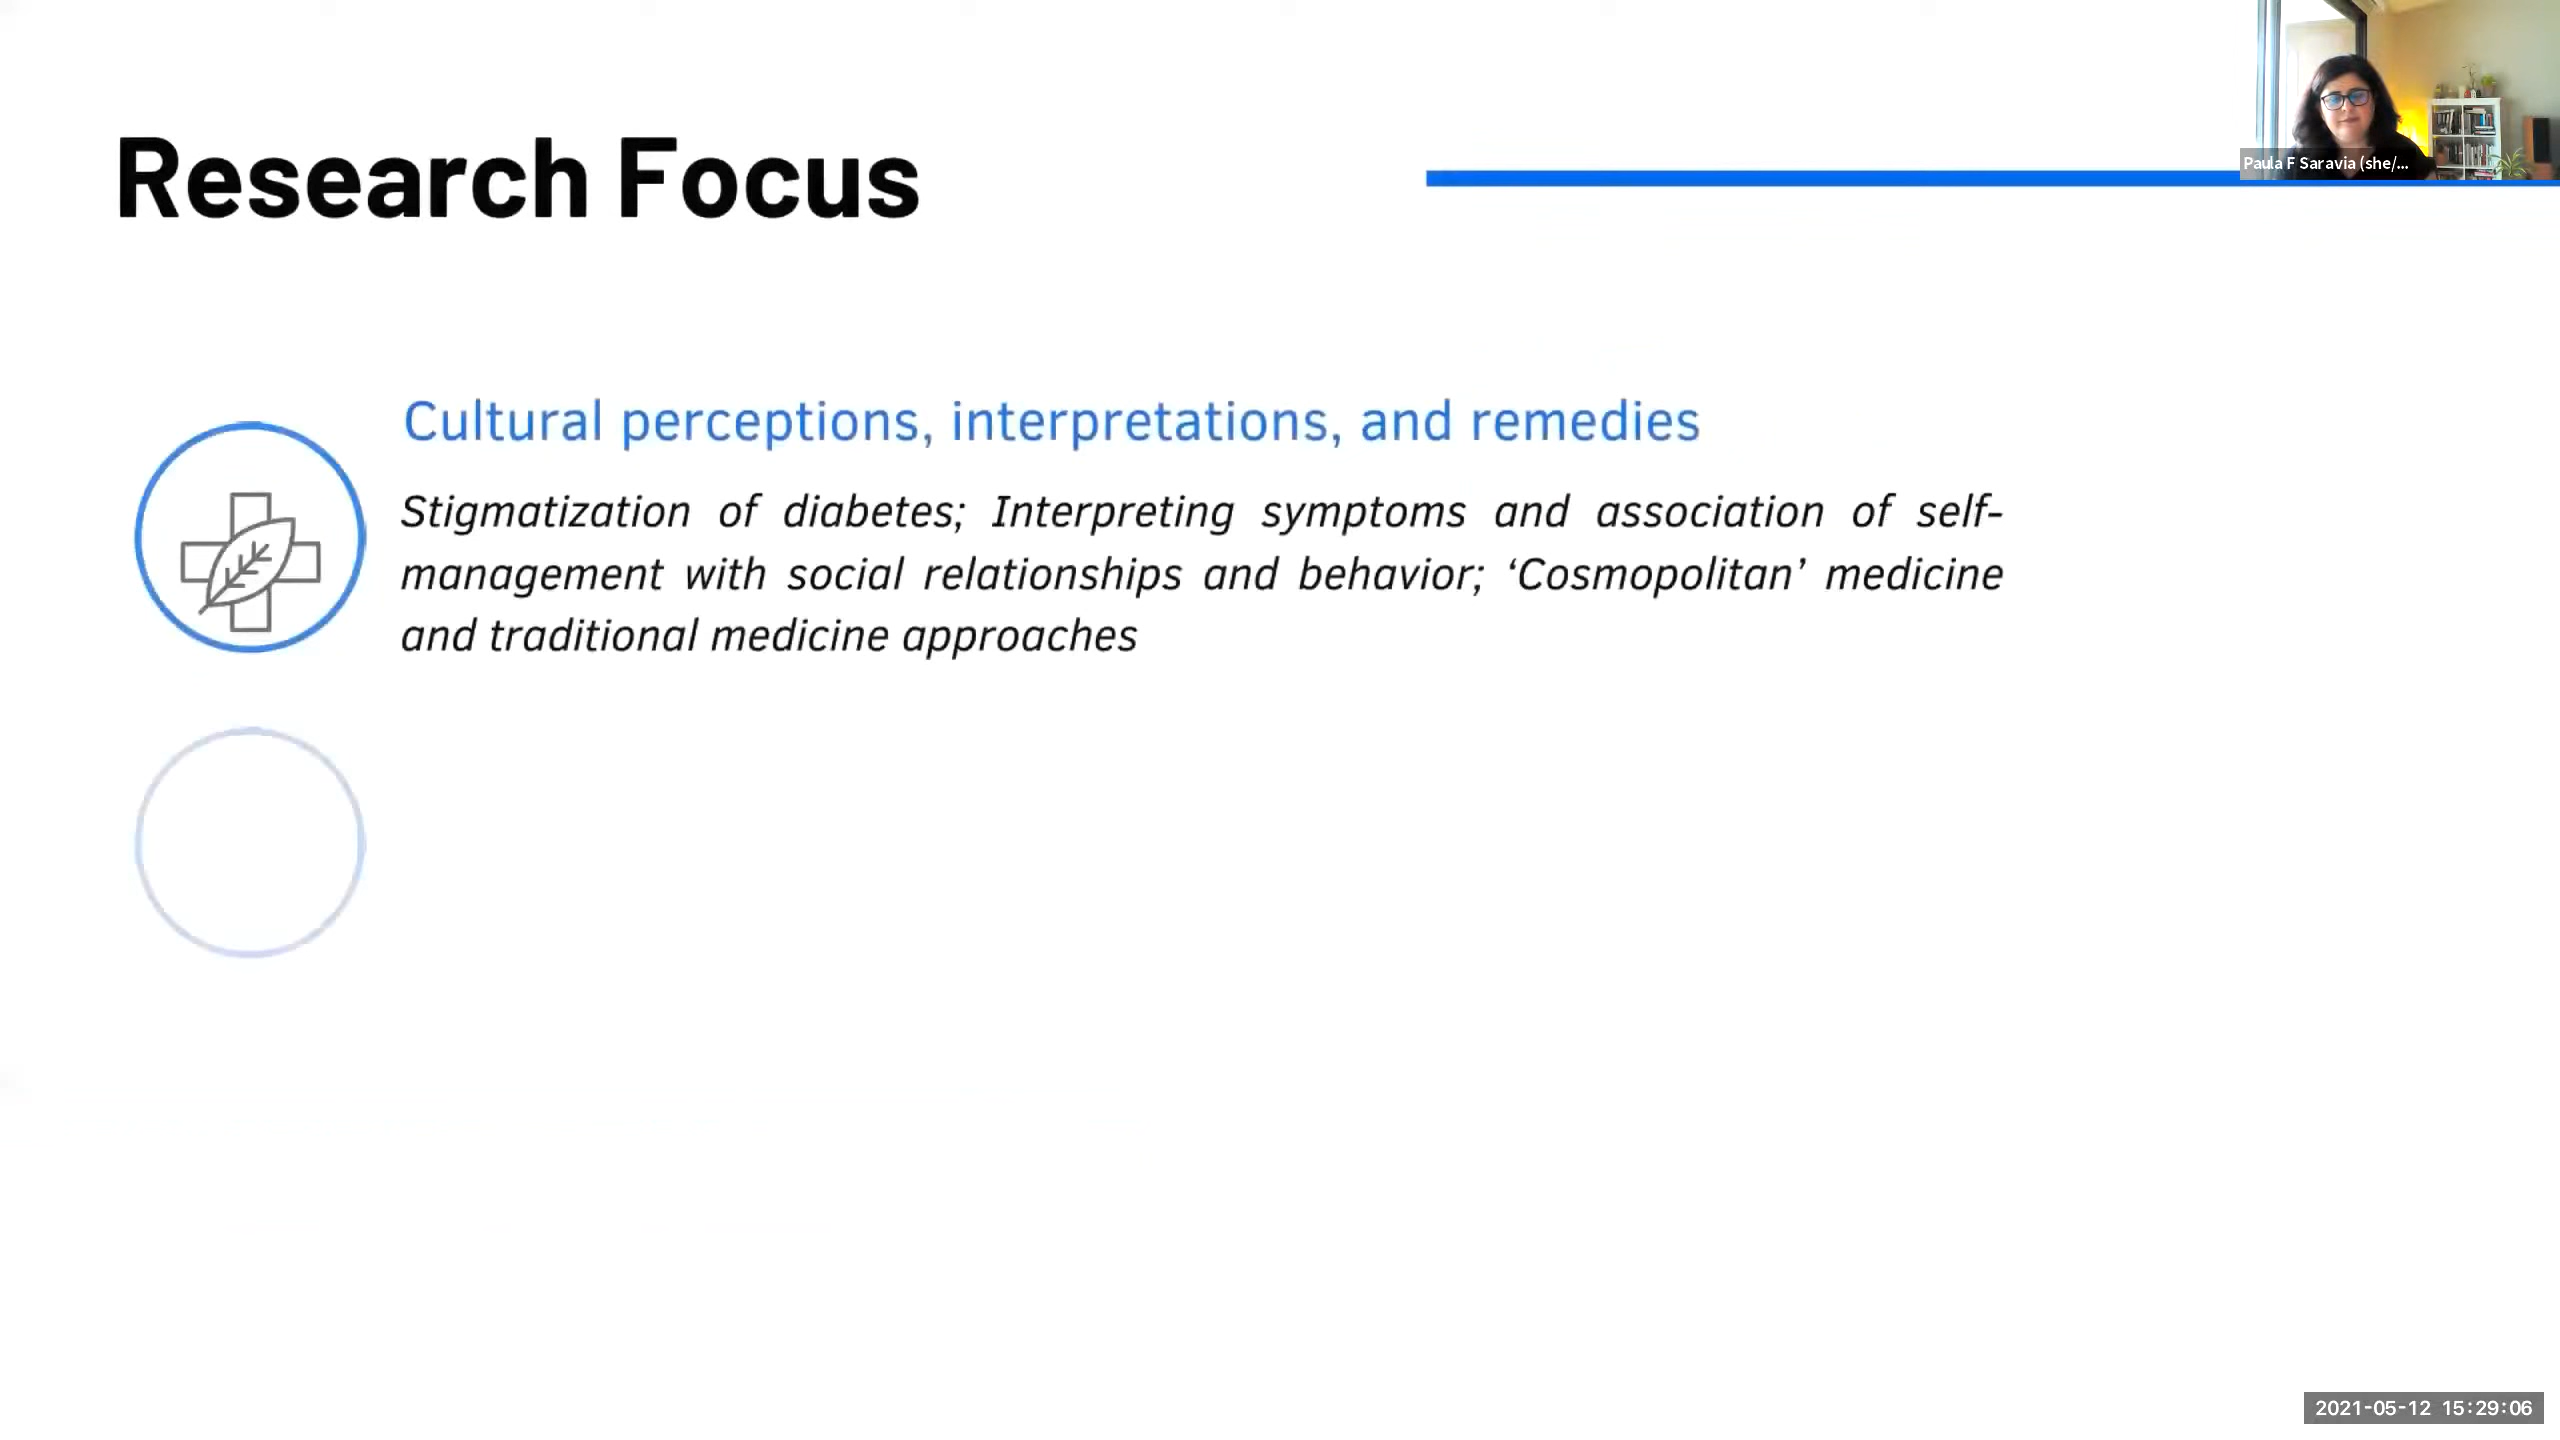 Research Focus
Paula F Saravia (she/...
Cultural perceptions, interpretations, and remedies
Stigmatization of diabetes; Interpreting symptoms and association of self-
management with social relationships and behavior; ‘Cosmopolitan’ medicine
and traditional medicine approaches
2021-05-12 15:29:06